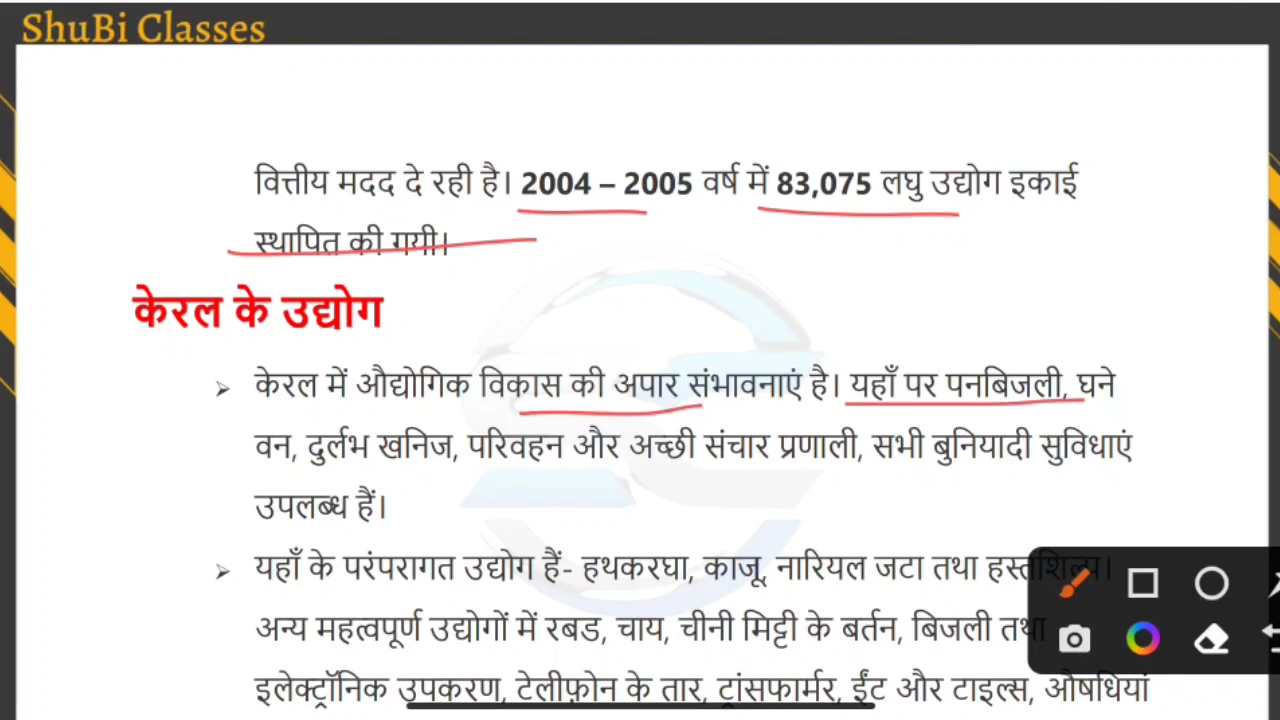 ShuBi Classes
वित्तीय मदद दे रही है। 2004 – 2005 वर्ष में 83,075 लघु उद्योग इकाई
स्थापित की गयी।
केरल के उद्योग
➢ केरल में औद्योगिक विकास की अपार संभावनाएं है। यहाँ पर पनबिजली, घने
वन, दुर्लभ खनिज, परिवहन और अच्छी संचार प्रणाली, सभी बुनियादी सुविधाएं
उपलब्ध हैं।
➢ यहाँ के परंपरागत उद्योग हैं- हथकरघा, काजू, नारियल जटा तथा हस्तशिल्प।
अन्य महत्वपूर्ण उद्योगों में रबड, चाय, चीनी मिट्टी के बर्तन, बिजली तथा
इलेक्ट्रॉनिक उपकरण, टेलीफ़ोन के तार, ट्रांसफार्मर, ईंट और टाइल्स, औषधियां